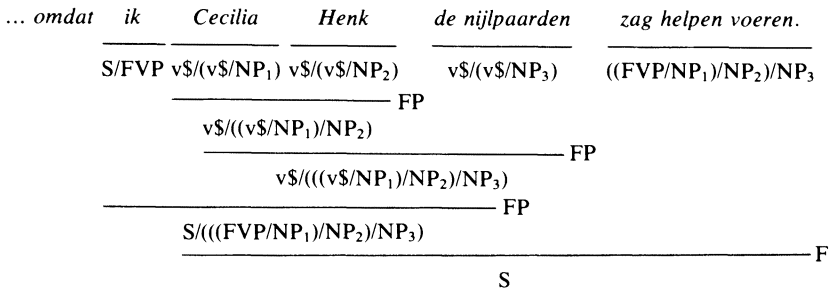 ... omdat ik Cecilia Henk de nijlpaarden zag helpen voeren.
S/FVP v$/(v$/NP₁) v$/(v$/NP₂) v$/(v$/NP₃) ((FVP/NP₁)/NP₂)/NP₃
FP
v$/((v$/NP₁)/NP₂)
FP
v$/(((v$/NP₁)/NP₂)/NP₃)
FP
S/(((FVP/NP₁)/NP₂)/NP₃)
F
S